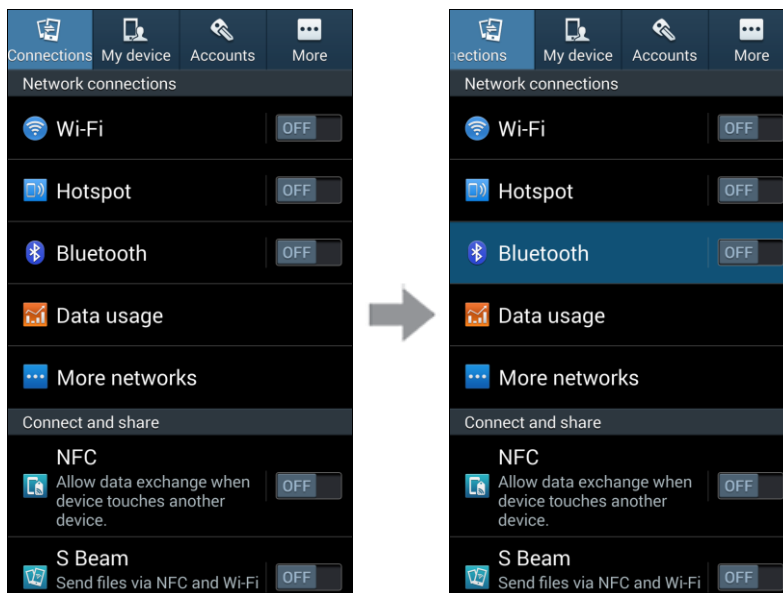 Connections My device Accounts More
Network connections
Wi-Fi OFF
Hotspot OFF
Bluetooth OFF
Data usage
More networks
Connect and share
NFC
Allow data exchange when
device touches another
device.
OFF
S Beam
Send files via NFC and Wi-Fi OFF
nections My device Accounts More
Network connections
Wi-Fi OFF
Hotspot OFF
Bluetooth OFF
Data usage
More networks
Connect and share
NFC
Allow data exchange when
device touches another
device.
OFF
S Beam
Send files via NFC and Wi-Fi OFF